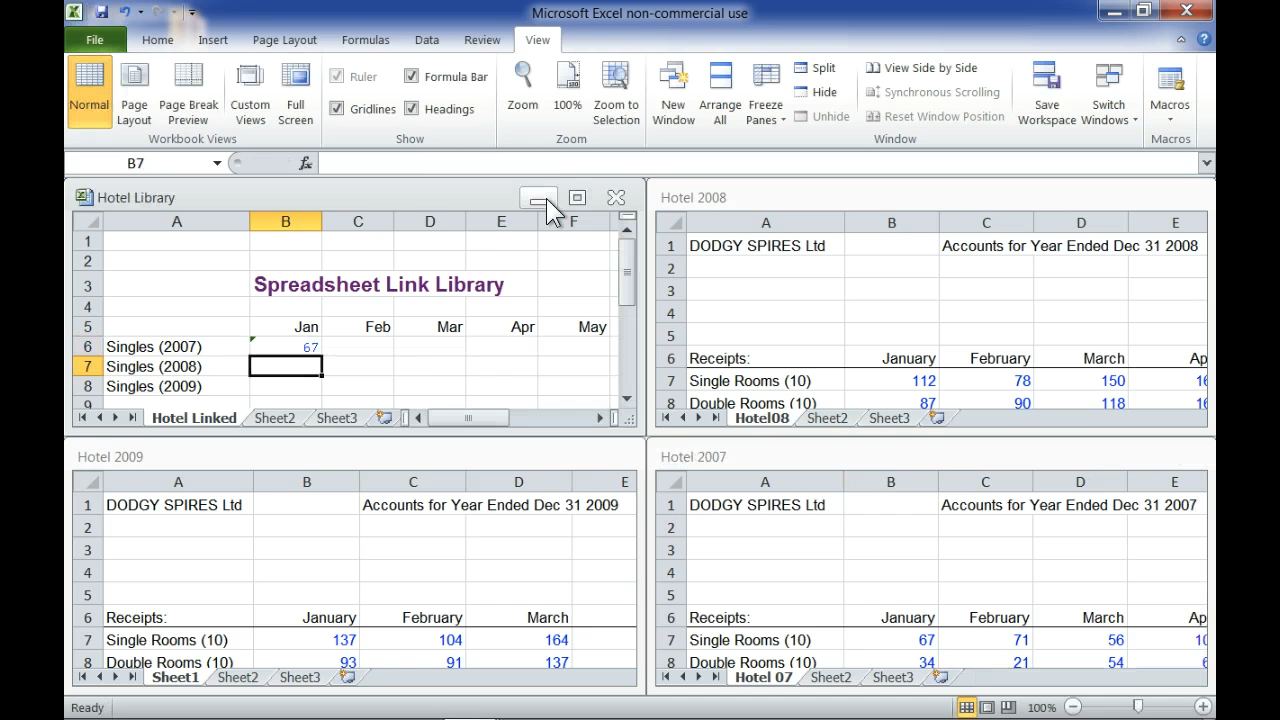 Microsoft Excel non-commercial use
File Home Insert Page Layout Formulas Data Review View
Normal
Page Layout
Page Break Preview
Custom Views
Full Screen
Workbook Views
Ruler
Formula Bar
Gridlines
Headings
Show
Zoom
100%
Zoom to Selection
Zoom
New Window
Arrange All
Freeze Panes
Split
Hide
Unhide
View Side by Side
Synchronous Scrolling
Reset Window Position
Window
Save Workspace
Switch Windows
Macros
Macros
B7 fx
Hotel Library
A B C D E F
1
2
3 Spreadsheet Link Library
4
5 Jan Feb Mar Apr May
6 Singles (2007) 67
7 Singles (2008)
8 Singles (2009)
9
Hotel Linked Sheet2 Sheet3
Hotel 2008
A B C D E
1 DODGY SPIRES Ltd Accounts for Year Ended Dec 31 2008
2
3
4
5
6 Receipts: January February March Ap
7 Single Rooms (10) 112 78 150 16
8 Double Rooms (10) 87 90 118 16
Hotel08 Sheet2 Sheet3
Hotel 2009
A B C D E
1 DODGY SPIRES Ltd Accounts for Year Ended Dec 31 2009
2
3
4
5
6 Receipts: January February March
7 Single Rooms (10) 137 104 164
8 Double Rooms (10) 93 91 137
Sheet1 Sheet2 Sheet3
Hotel 2007
A B C D E
1 DODGY SPIRES Ltd Accounts for Year Ended Dec 31 2007
2
3
4
5
6 Receipts: January February March Ap
7 Single Rooms (10) 67 71 56 10
8 Double Rooms (10) 34 21 54 6
Hotel 07 Sheet2 Sheet3
Ready 100%